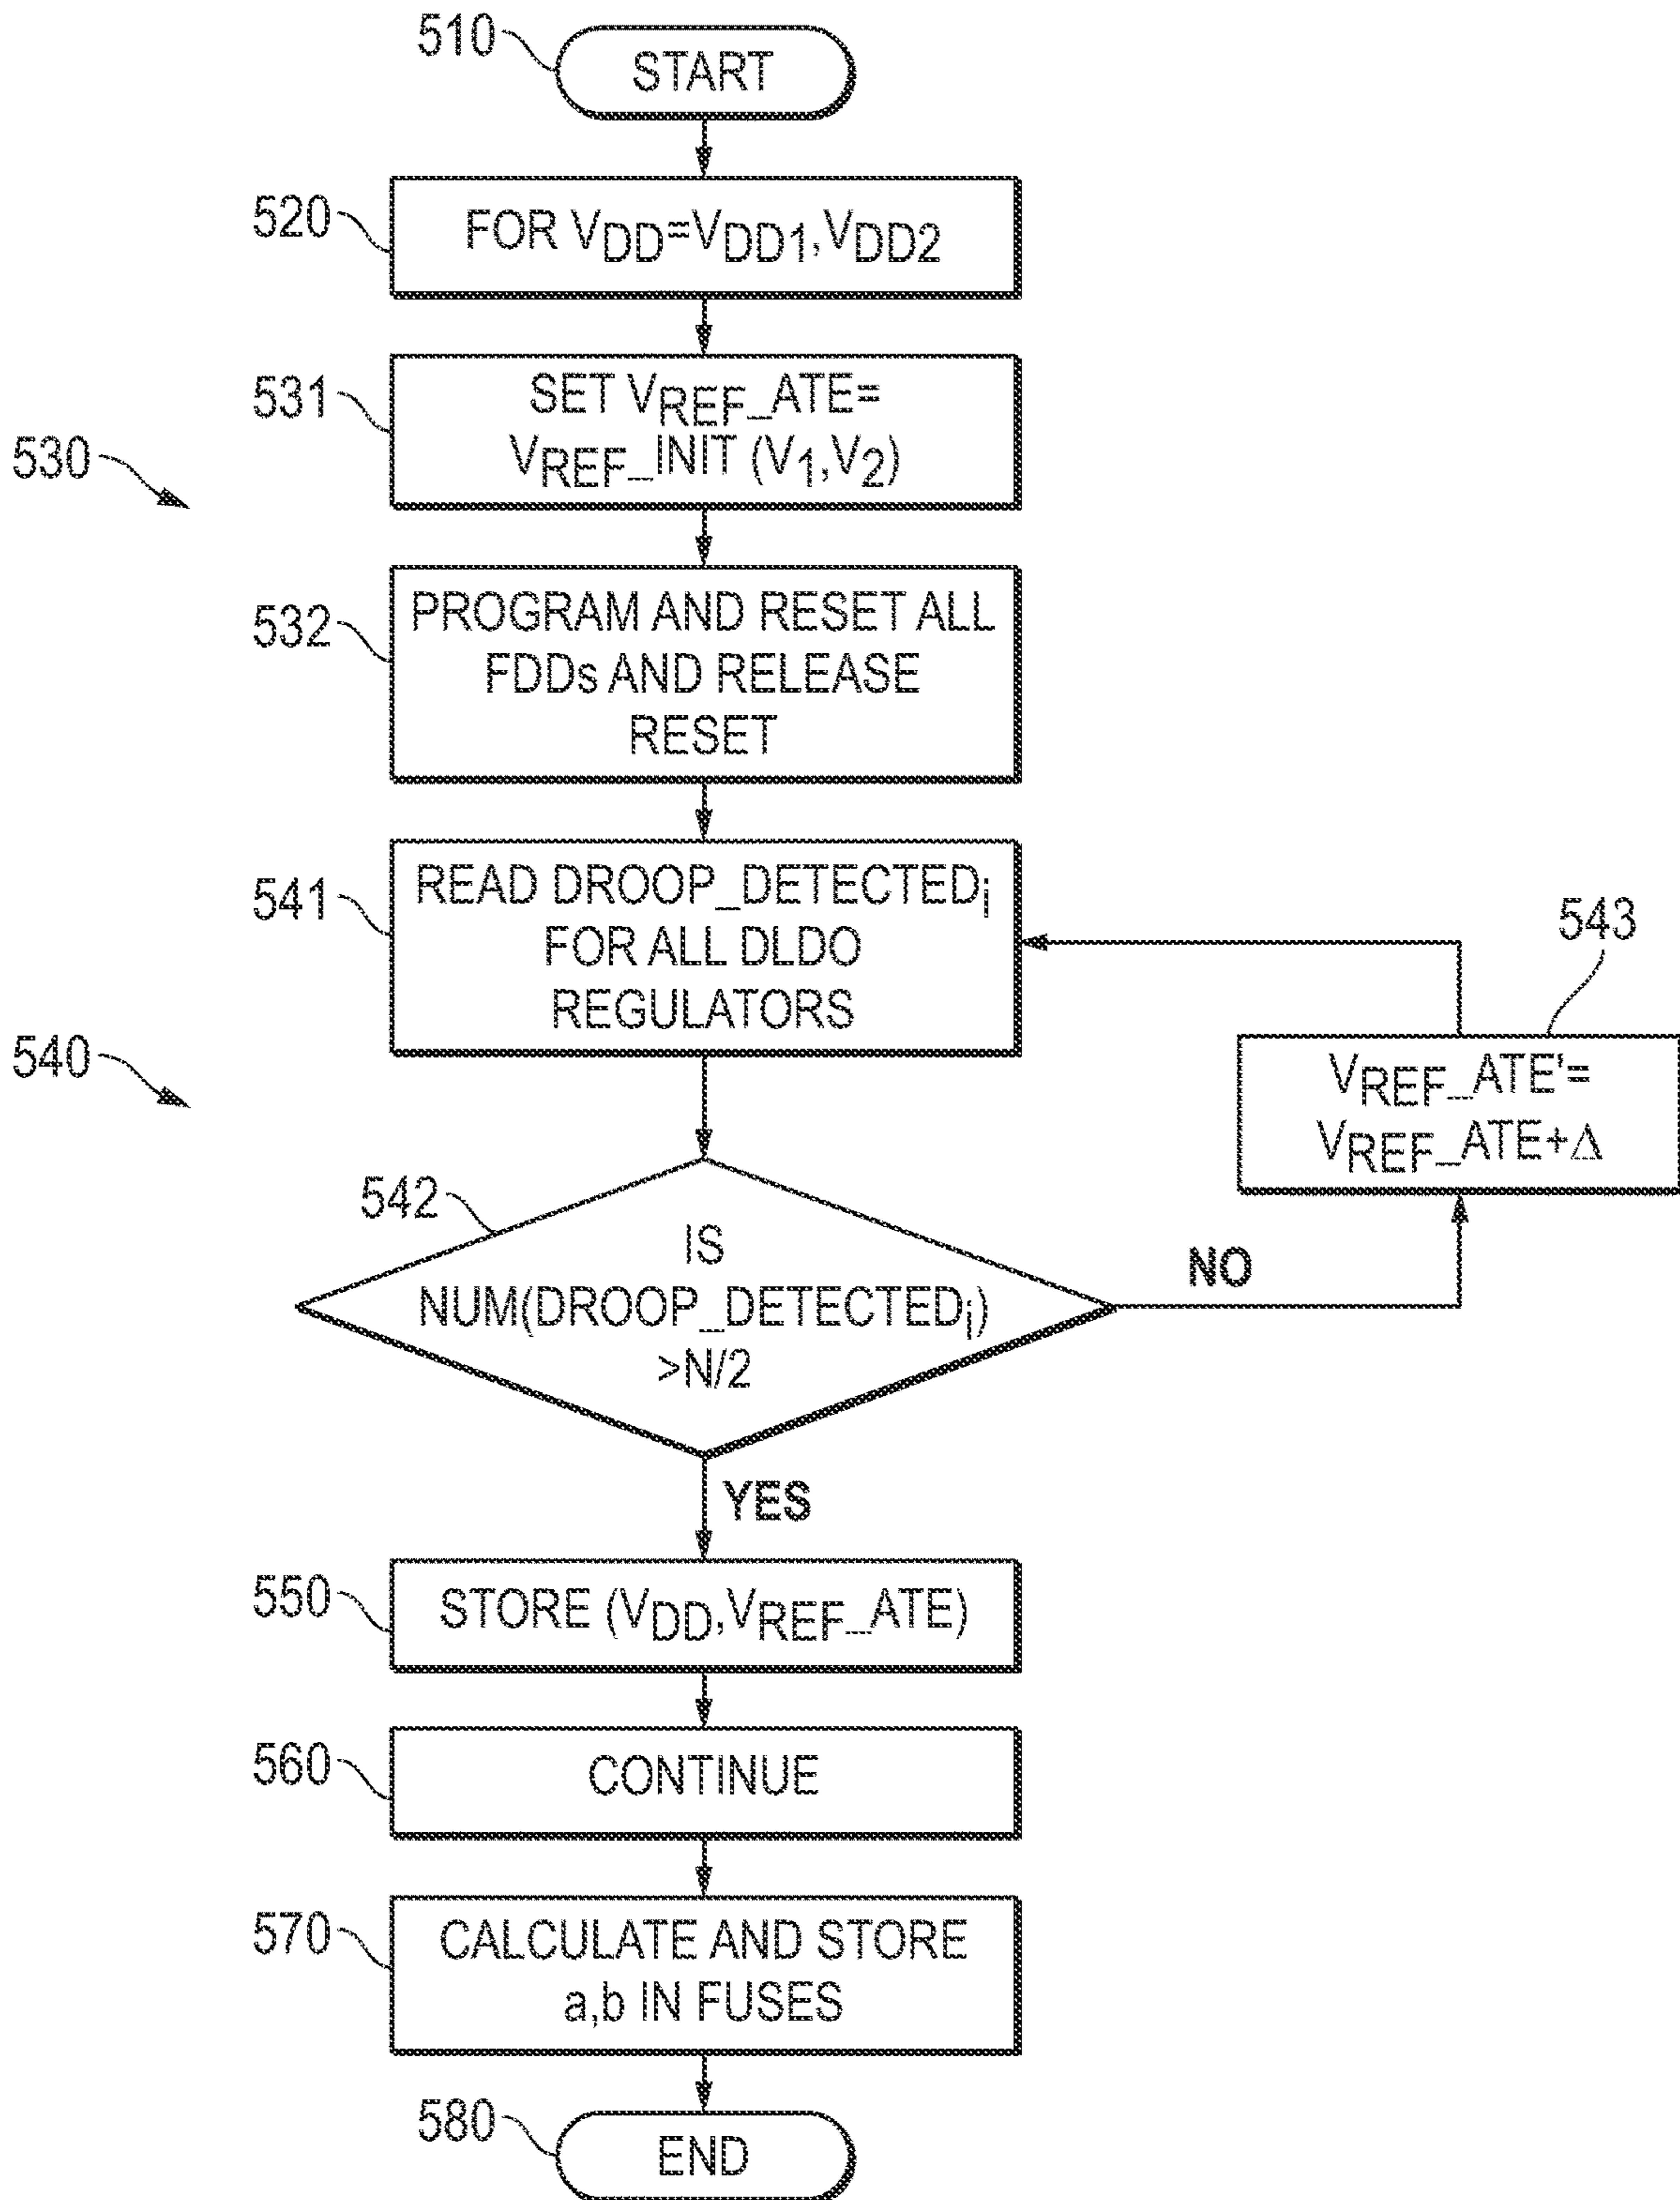 510
START
520
FOR VDD=VDD1,VDD2
531
SET VREF_ATE=
VREF_INIT (V1,V2)
530
532
PROGRAM AND RESET ALL
FDDs AND RELEASE
RESET
541
READ DROOP_DETECTEDi
FOR ALL DLDO
REGULATORS
543
540
VREF_ATE'=
VREF_ATE+Δ
542
IS
NUM(DROOP_DETECTEDi)
>N/2
NO
YES
550
STORE (VDD,VREF_ATE)
560
CONTINUE
570
CALCULATE AND STORE
a,b IN FUSES
580
END